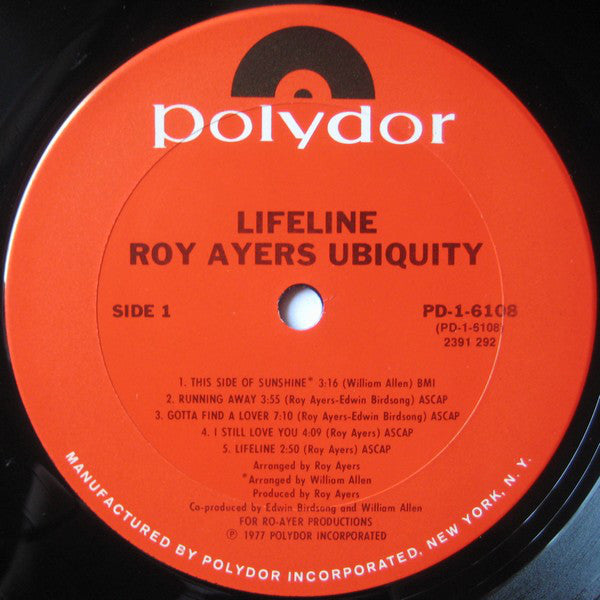 polydor
LIFELINE
ROY AYERS UBIQUITY
SIDE 1
PD-1-6108
(PD-1-6108)
2391 292
1. THIS SIDE OF SUNSHINE* 3:16 (William Allen) BMI
2. RUNNING AWAY 3:55 (Roy Ayers-Edwin Birdsong) ASCAP
3. GOTTA FIND A LOVER 7:10 (Roy Ayers-Edwin Birdsong) ASCAP
4. I STILL LOVE YOU 4:09 (Roy Ayers) ASCAP
5. LIFELINE 2:50 (Roy Ayers) ASCAP
Arranged by Roy Ayers
*Arranged by William Allen
Produced by Roy Ayers
Co-produced by Edwin Birdsong and William Allen
FOR RO-AYER PRODUCTIONS
℗ 1977 POLYDOR INCORPORATED
MANUFACTURED BY POLYDOR INCORPORATED, NEW YORK, N. Y.